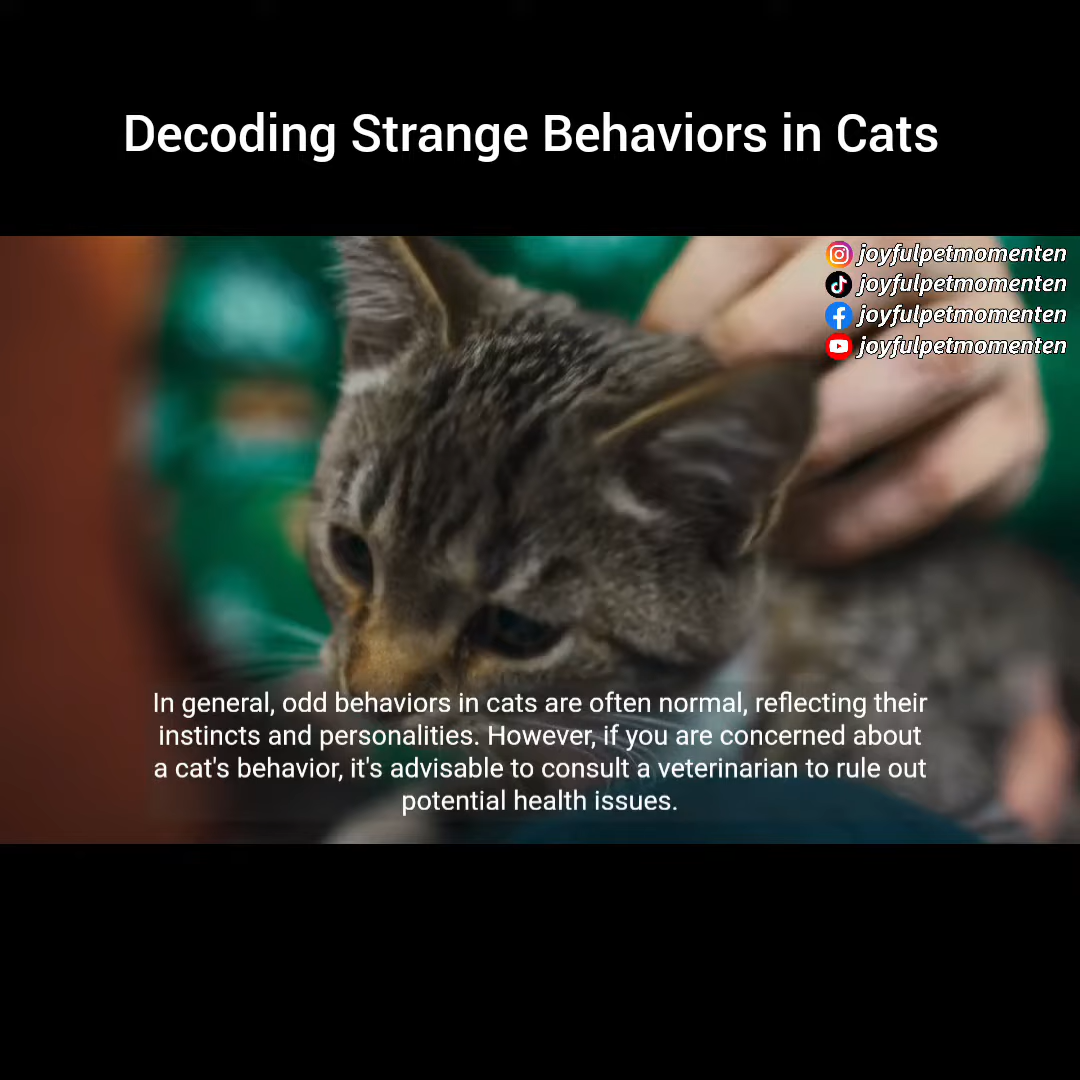 Decoding Strange Behaviors in Cats
joyfulpetmomenten
joyfulpetmomenten
joyfulpetmomenten
joyfulpetmomenten
In general, odd behaviors in cats are often normal, reflecting their
instincts and personalities. However, if you are concerned about
a cat's behavior, it's advisable to consult a veterinarian to rule out
potential health issues.